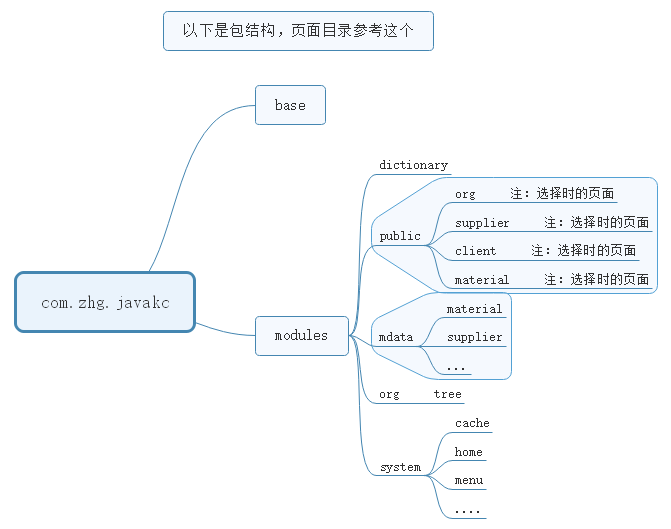 以下是包结构，页面目录参考这个
base
dictionary
org 注：选择时的页面
supplier 注：选择时的页面
public
client 注：选择时的页面
material 注：选择时的页面
com.zhg.javakc
modules
material
mdata
supplier
...
org tree
cache
home
system
menu
....